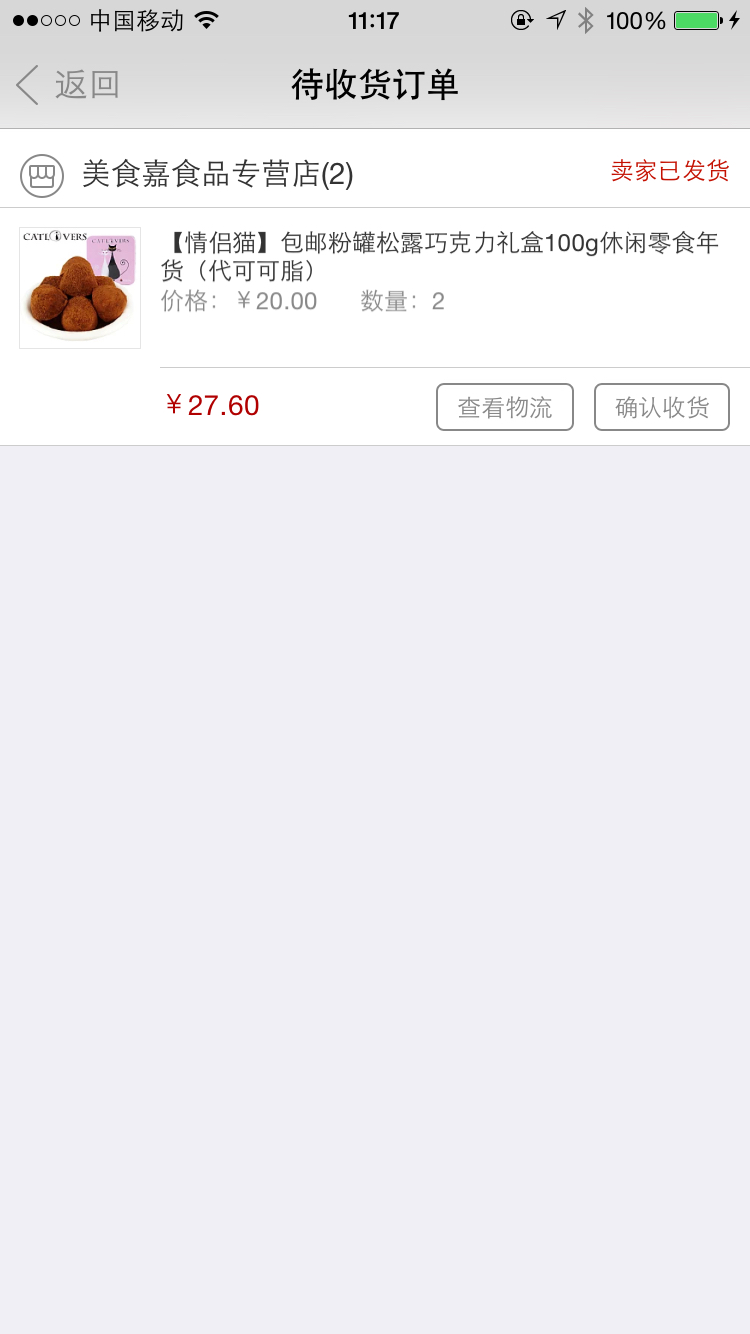 中国移动 11:17 100%
返回 待收货订单
美食嘉食品专营店(2) 卖家已发货
CATLOVERS
CATLOVERS
【情侣猫】包邮粉罐松露巧克力礼盒100g休闲零食年
货（代可可脂）
价格：￥20.00 数量：2
￥27.60 查看物流 确认收货